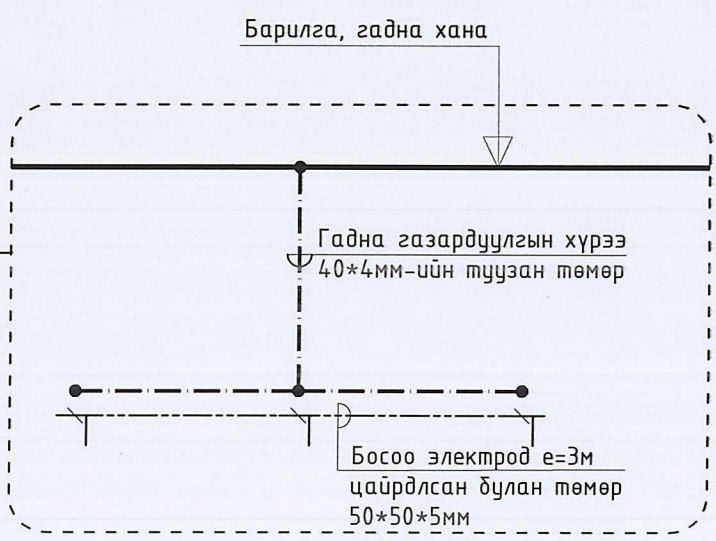 Барилга, гадна хана
Гадна газардуулгын хүрээ
40*4мм-ийн туузан төмөр
Босоо электрод e=3м
цайрдлсан булан төмөр
50*50*5мм